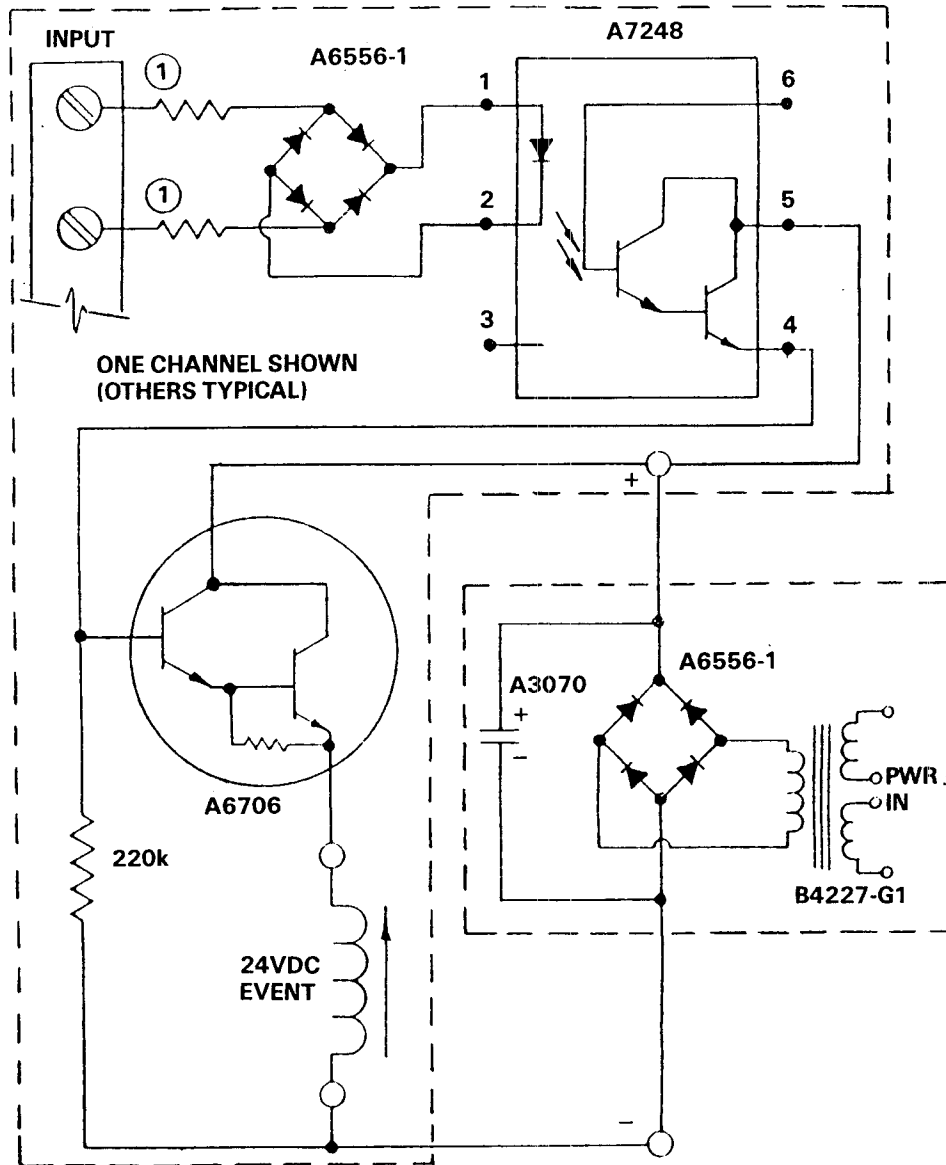 INPUT
1
A6556-1
A7248
1
6
1
2
5
3
4
ONE CHANNEL SHOWN
(OTHERS TYPICAL)
+
A6556-1
A3070
+
-
PWR
IN
A6706
220k
B4227-G1
24VDC
EVENT
-